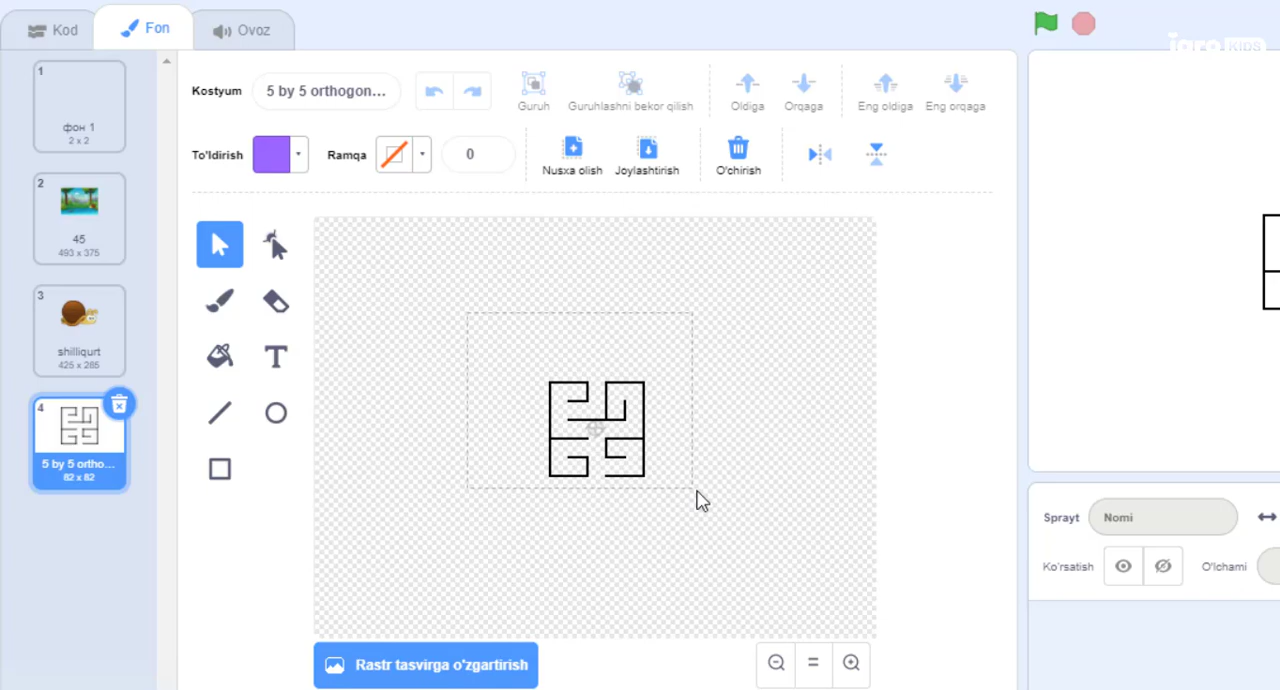 Kod
Fon
Ovoz
iqro KIDS
1
фон 1
2 x 2
2
45
493 x 375
3
shilliqurt
425 x 285
4
5 by 5 ortho...
82 x 82
Kostyum
5 by 5 orthogon...
Guruh
Guruhlashni bekor qilish
Oldiga
Orqaga
Eng oldiga
Eng orqaga
To'ldirish
Ramqa
0
Nusxa olish
Joylashtirish
O'chirish
T
Rastr tasvirga o'zgartirish
Sprayt
Nomi
Ko'rsatish
O'lchami